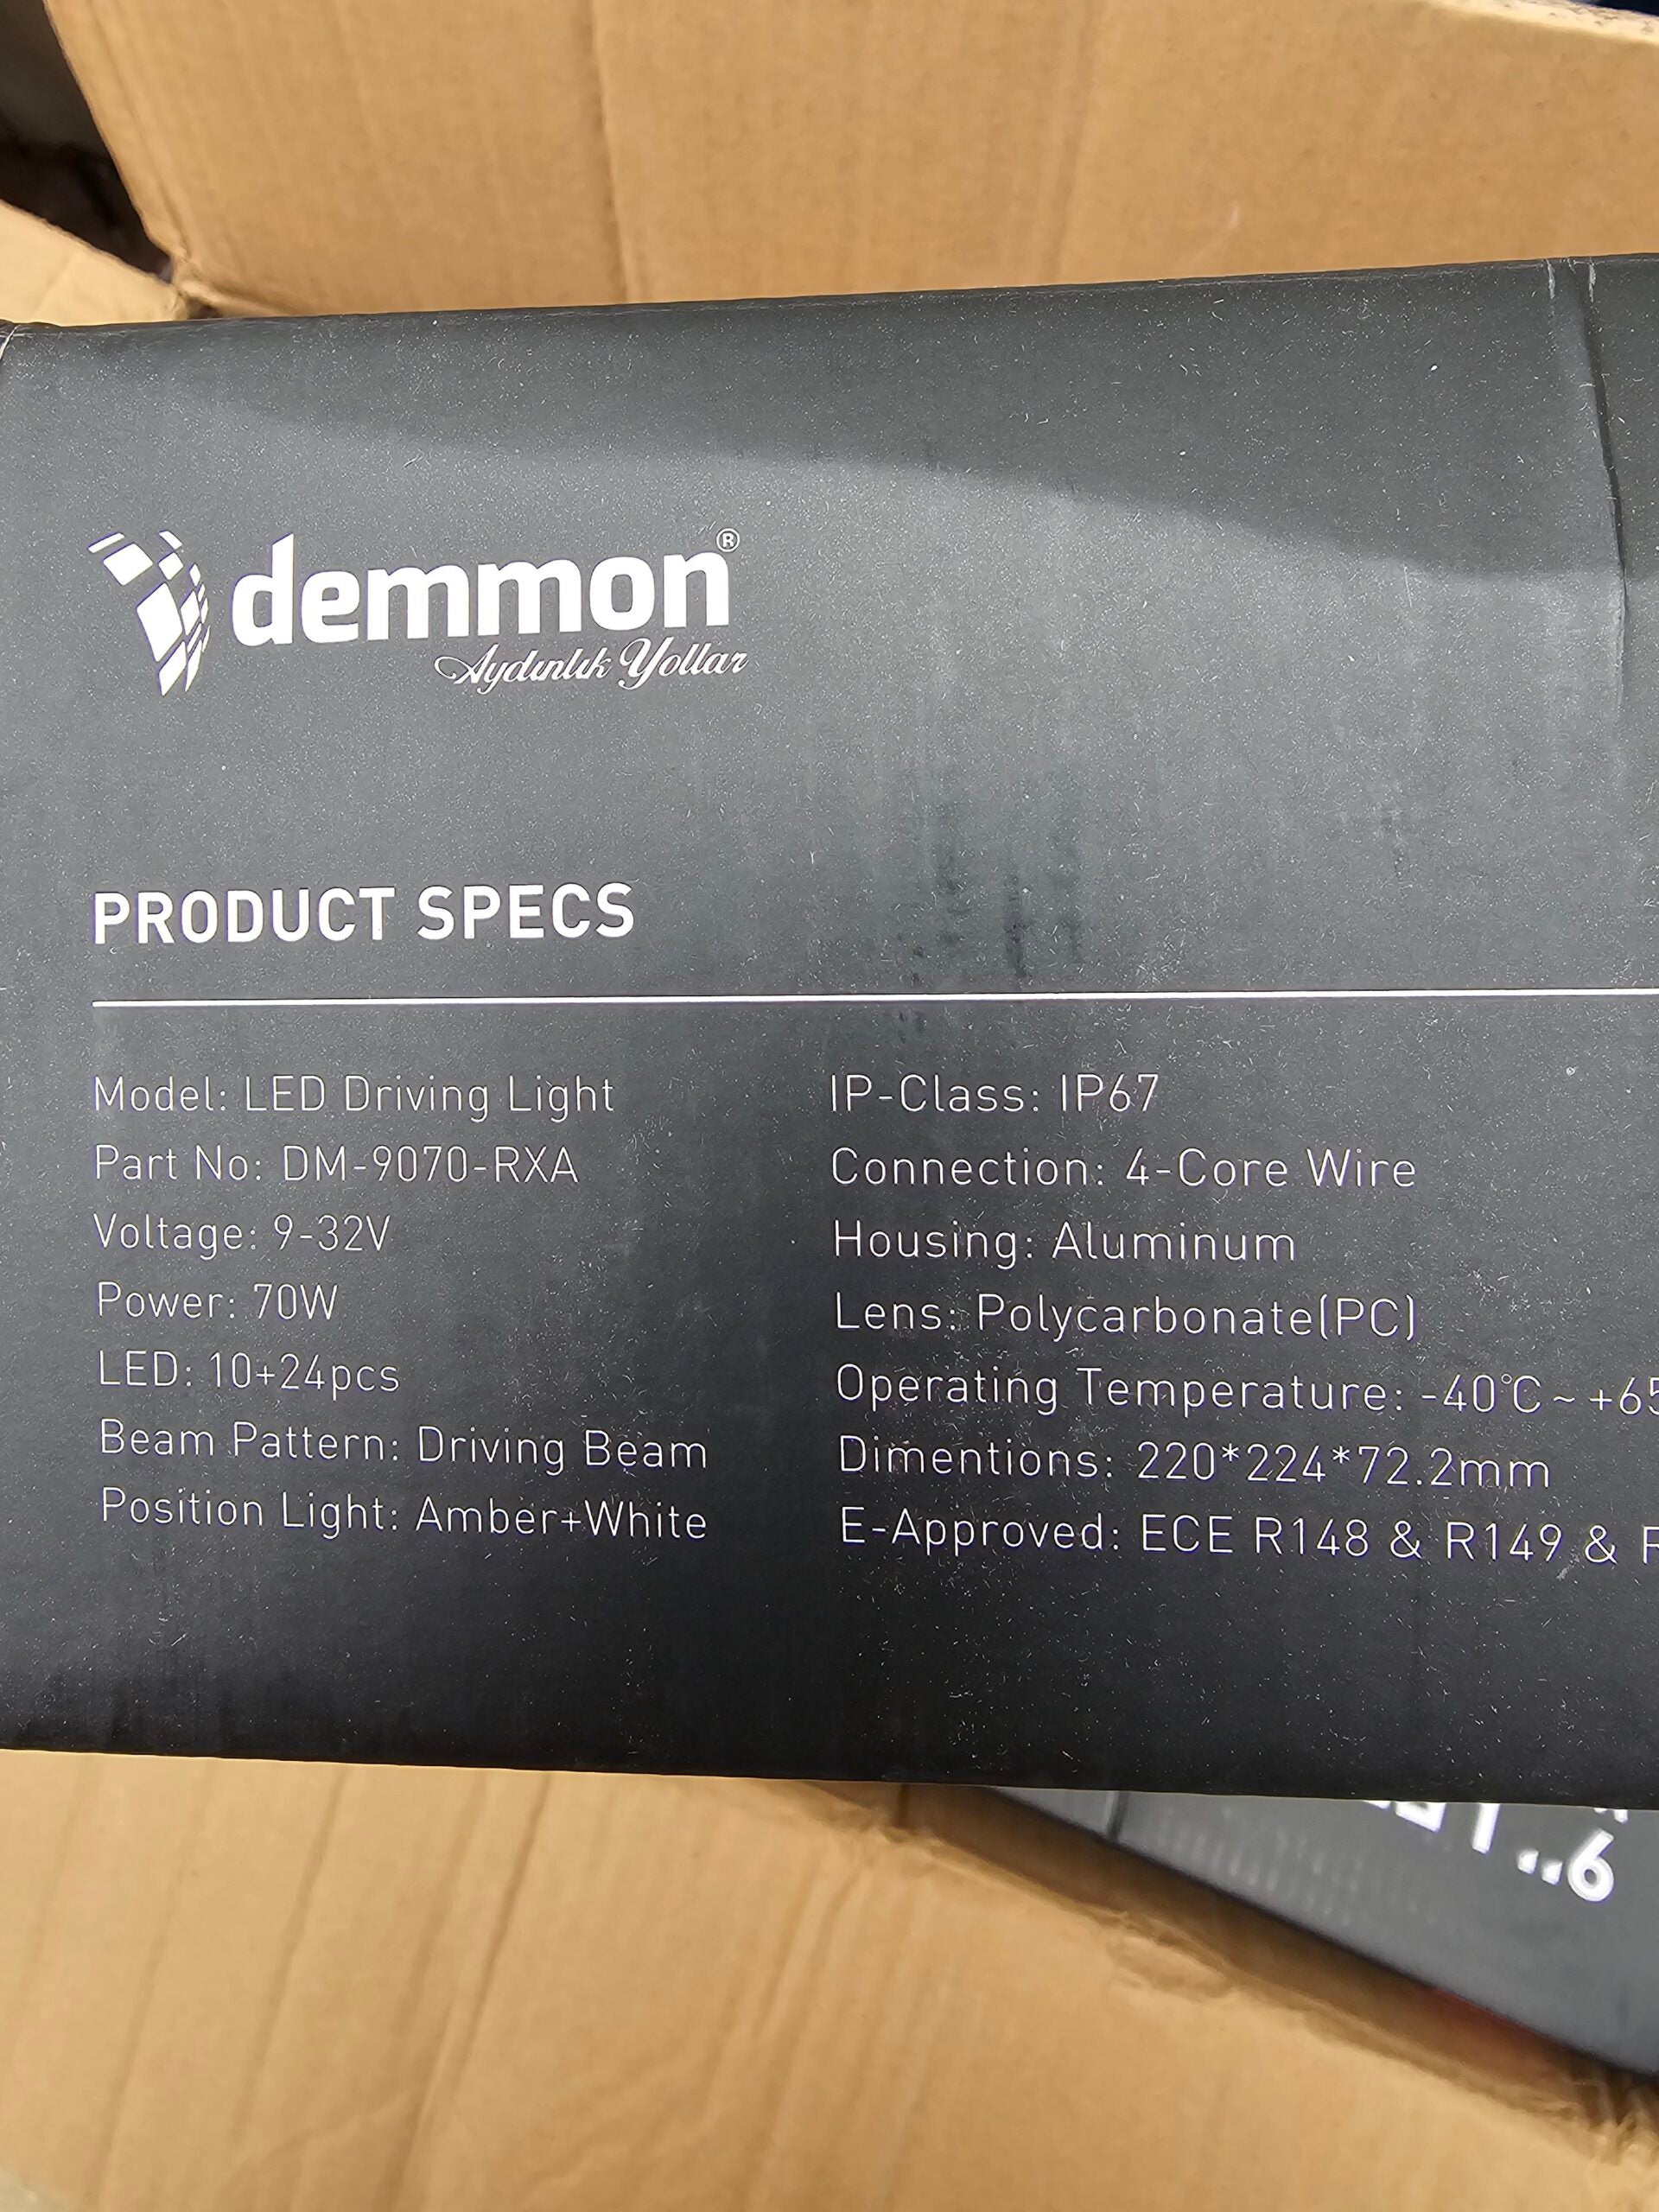 demmon®
Aydınlık Yollar
PRODUCT SPECS
Model: LED Driving Light
Part No: DM-9070-RXA
Voltage: 9-32V
Power: 70W
LED: 10+24pcs
Beam Pattern: Driving Beam
Position Light: Amber+White
IP-Class: IP67
Connection: 4-Core Wire
Housing: Aluminum
Lens: Polycarbonate(PC)
Operating Temperature: -40℃~+65
Dimentions: 220*224*72.2mm
E-Approved: ECE R148 & R149 & R